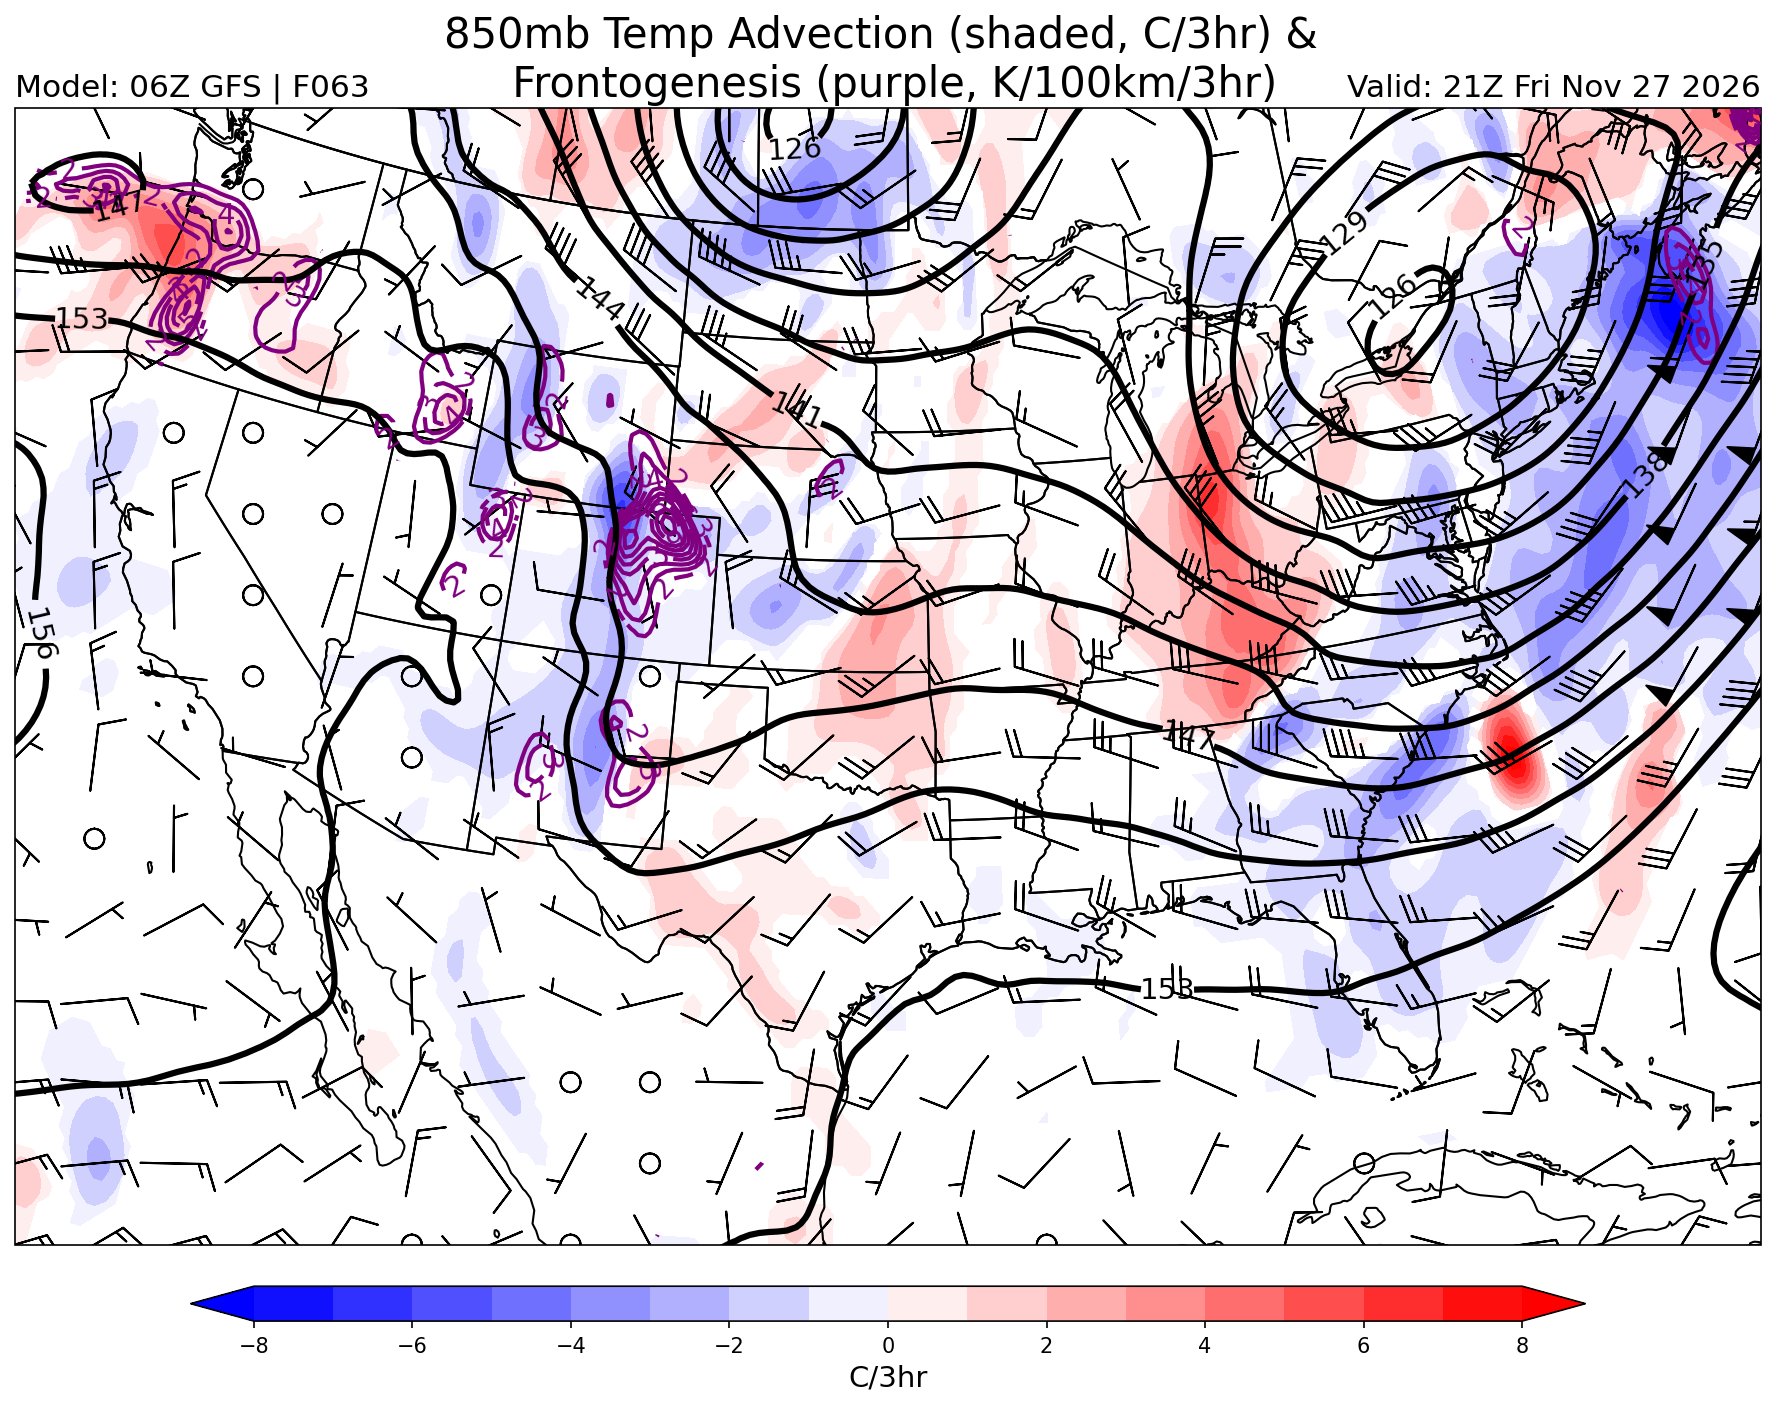 850mb Temp Advection (shaded, C/3hr) &
Model: 06Z GFS | F063
Frontogenesis (purple, K/100km/3hr)
Valid: 21Z Fri Nov 27 2026
126
147
129
135
126
144
153
141
138
156
147
153
−8 −6 −4 −2 0 2 4 6 8
C/3hr